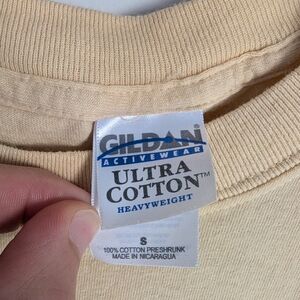 GILDAN
ACTIVEWEAR
ULTRA
COTTON™
HEAVYWEIGHT
S
100% COTTON PRESHRUNK
MADE IN NICARAGUA